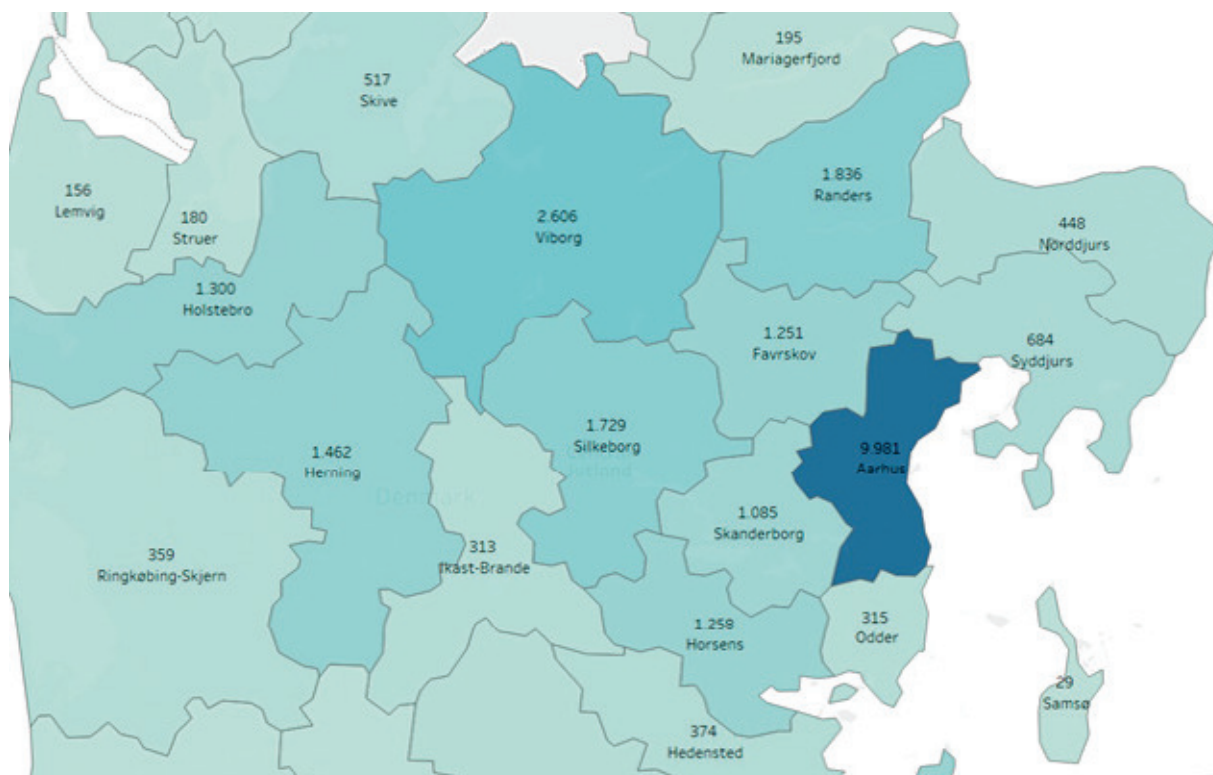 195
Mariagerfjord
517
Skive
1.836
Randers
156
Lemvig
180
Struer
2.606
Viborg
448
Norddjurs
1.300
Holstebro
1.251
Favrskov
684
Syddjurs
1.729
Silkeborg
9.981
Aarhus
1.462
Herning
Denmark
1.085
Skanderborg
359
Ringkøbing-Skjern
313
Ikast-Brande
1.258
Horsens
315
Odder
29
Samsø
374
Hedensted